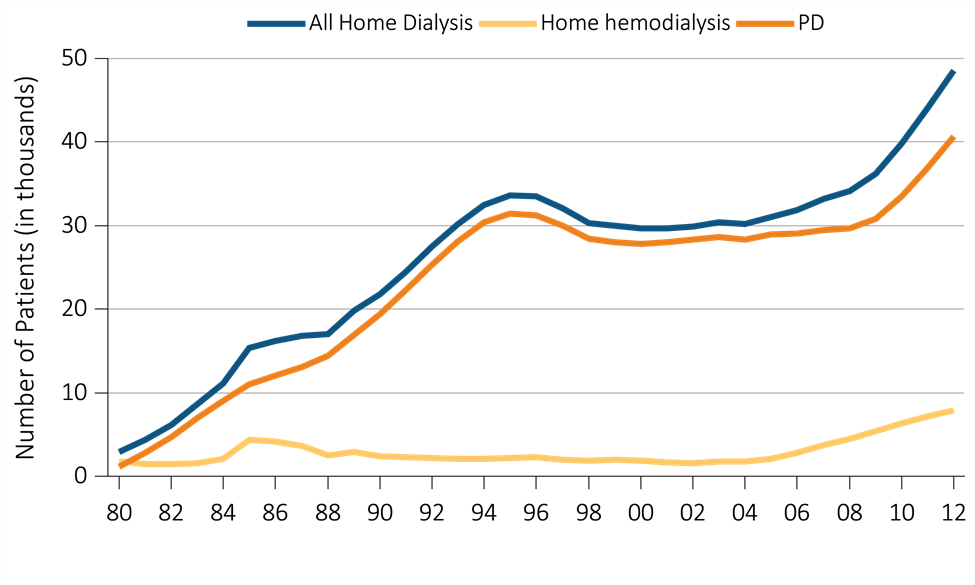 All Home Dialysis Home hemodialysis PD
Number of Patients (in thousands)
50
40
30
20
10
0
80 82 84 86 88 90 92 94 96 98 00 02 04 06 08 10 12